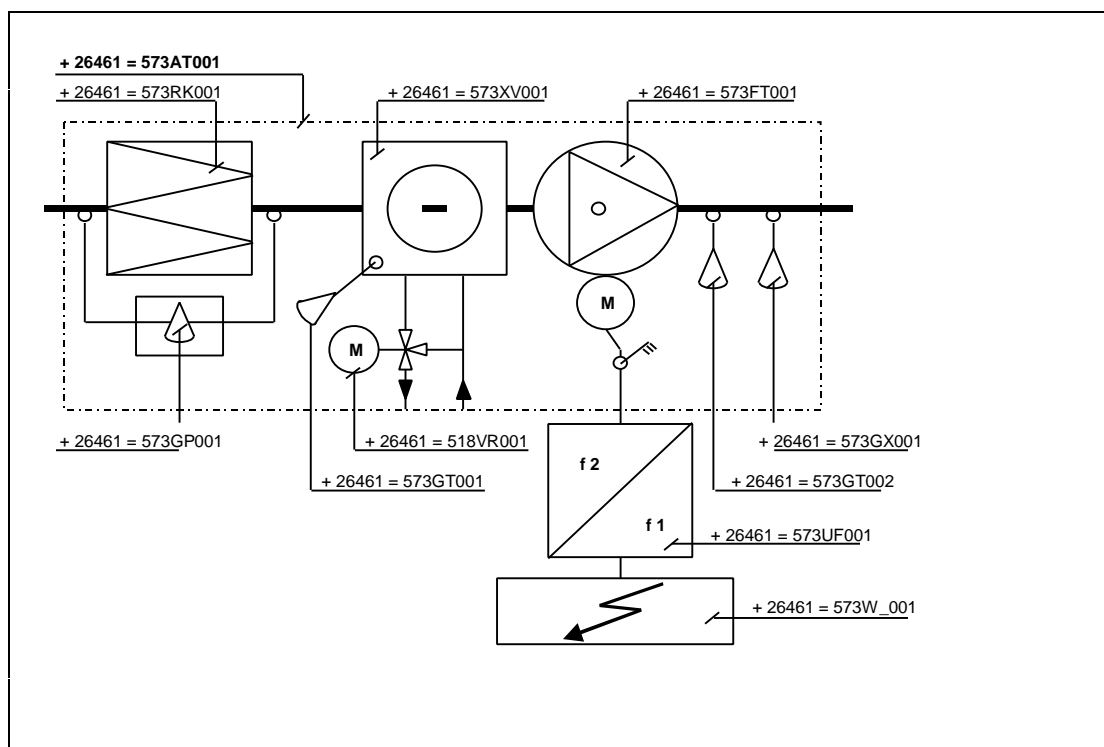 + 26461 = 573AT001
+ 26461 = 573RK001
+ 26461 = 573XV001
+ 26461 = 573FT001
M
M
+ 26461 = 573GP001
+ 26461 = 518VR001
+ 26461 = 573GX001
f 2
+ 26461 = 573GT001
+ 26461 = 573GT002
f 1
+ 26461 = 573UF001
+ 26461 = 573W_001